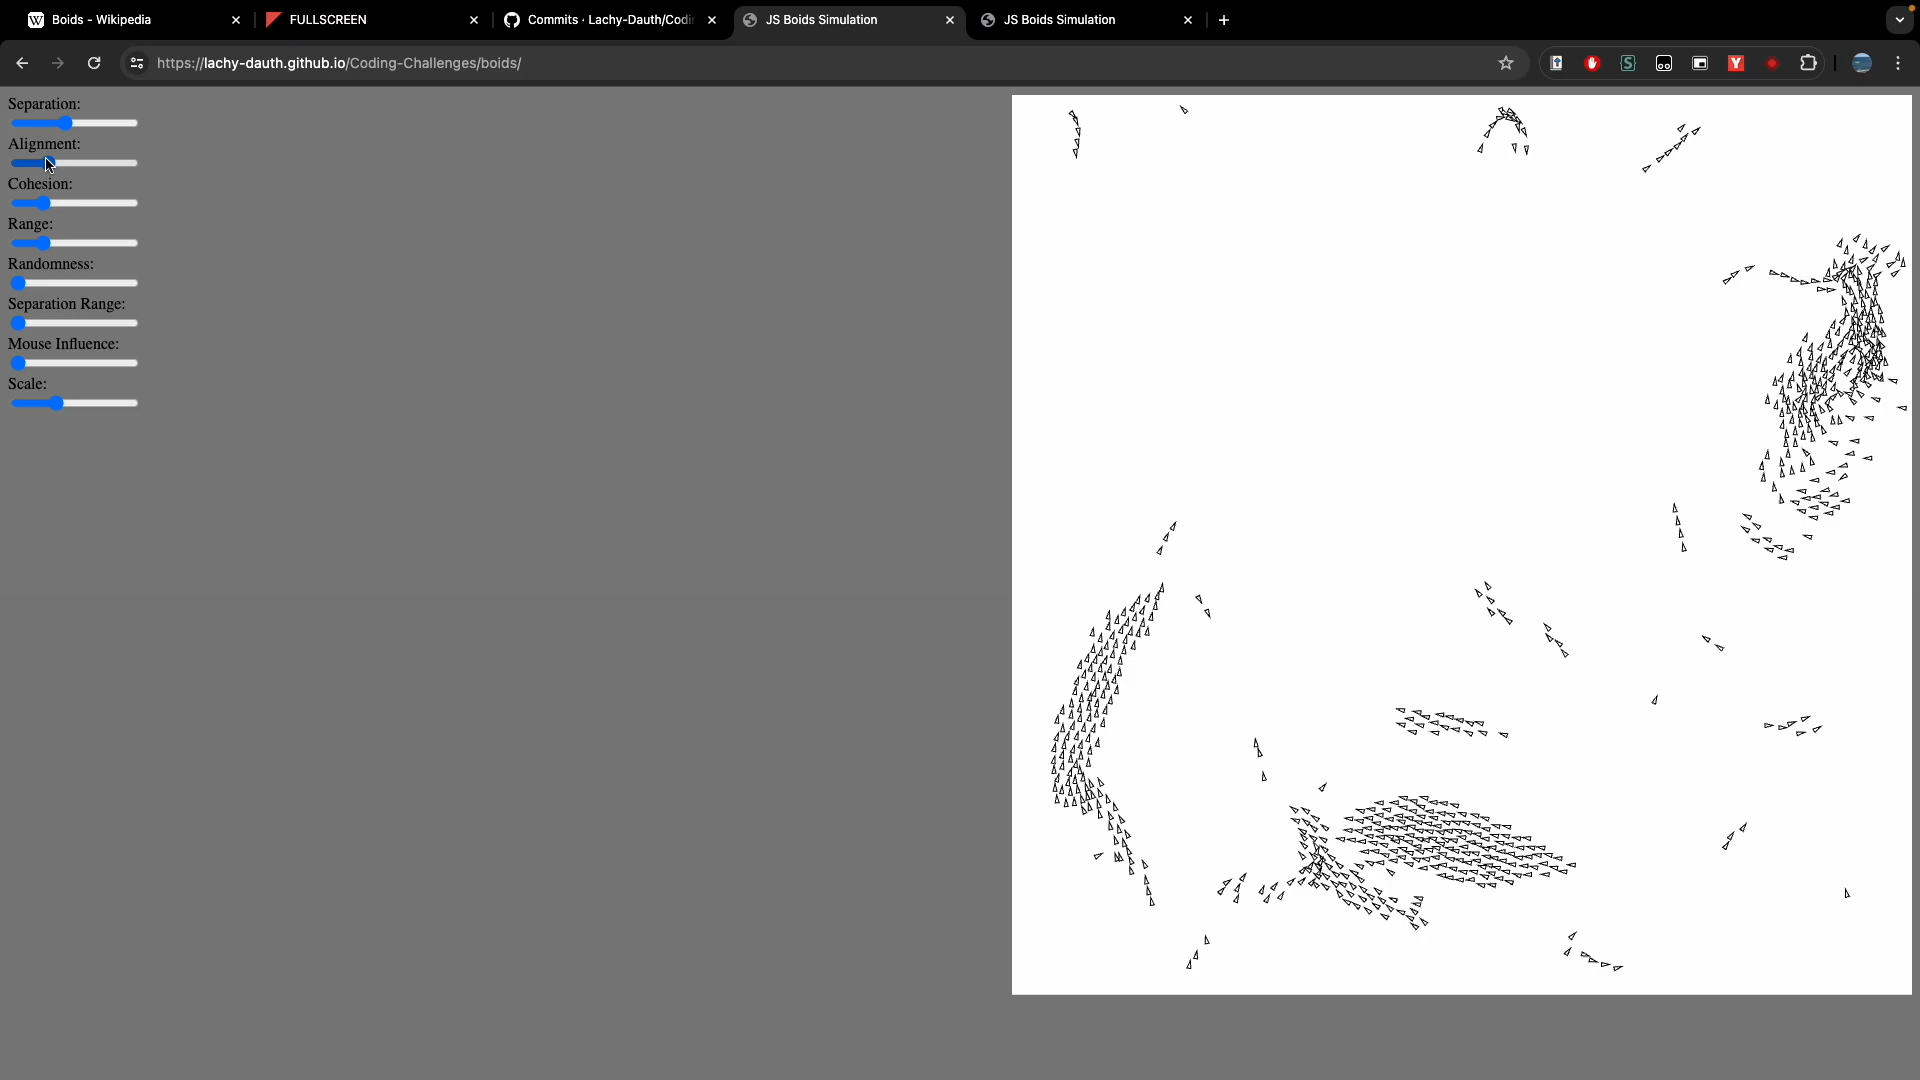 Boids - Wikipedia
FULLSCREEN
Commits · Lachy-Dauth/Codi
JS Boids Simulation
JS Boids Simulation
https://lachy-dauth.github.io/Coding-Challenges/boids/
Separation:
Alignment:
Cohesion:
Range:
Randomness:
Separation Range:
Mouse Influence:
Scale: